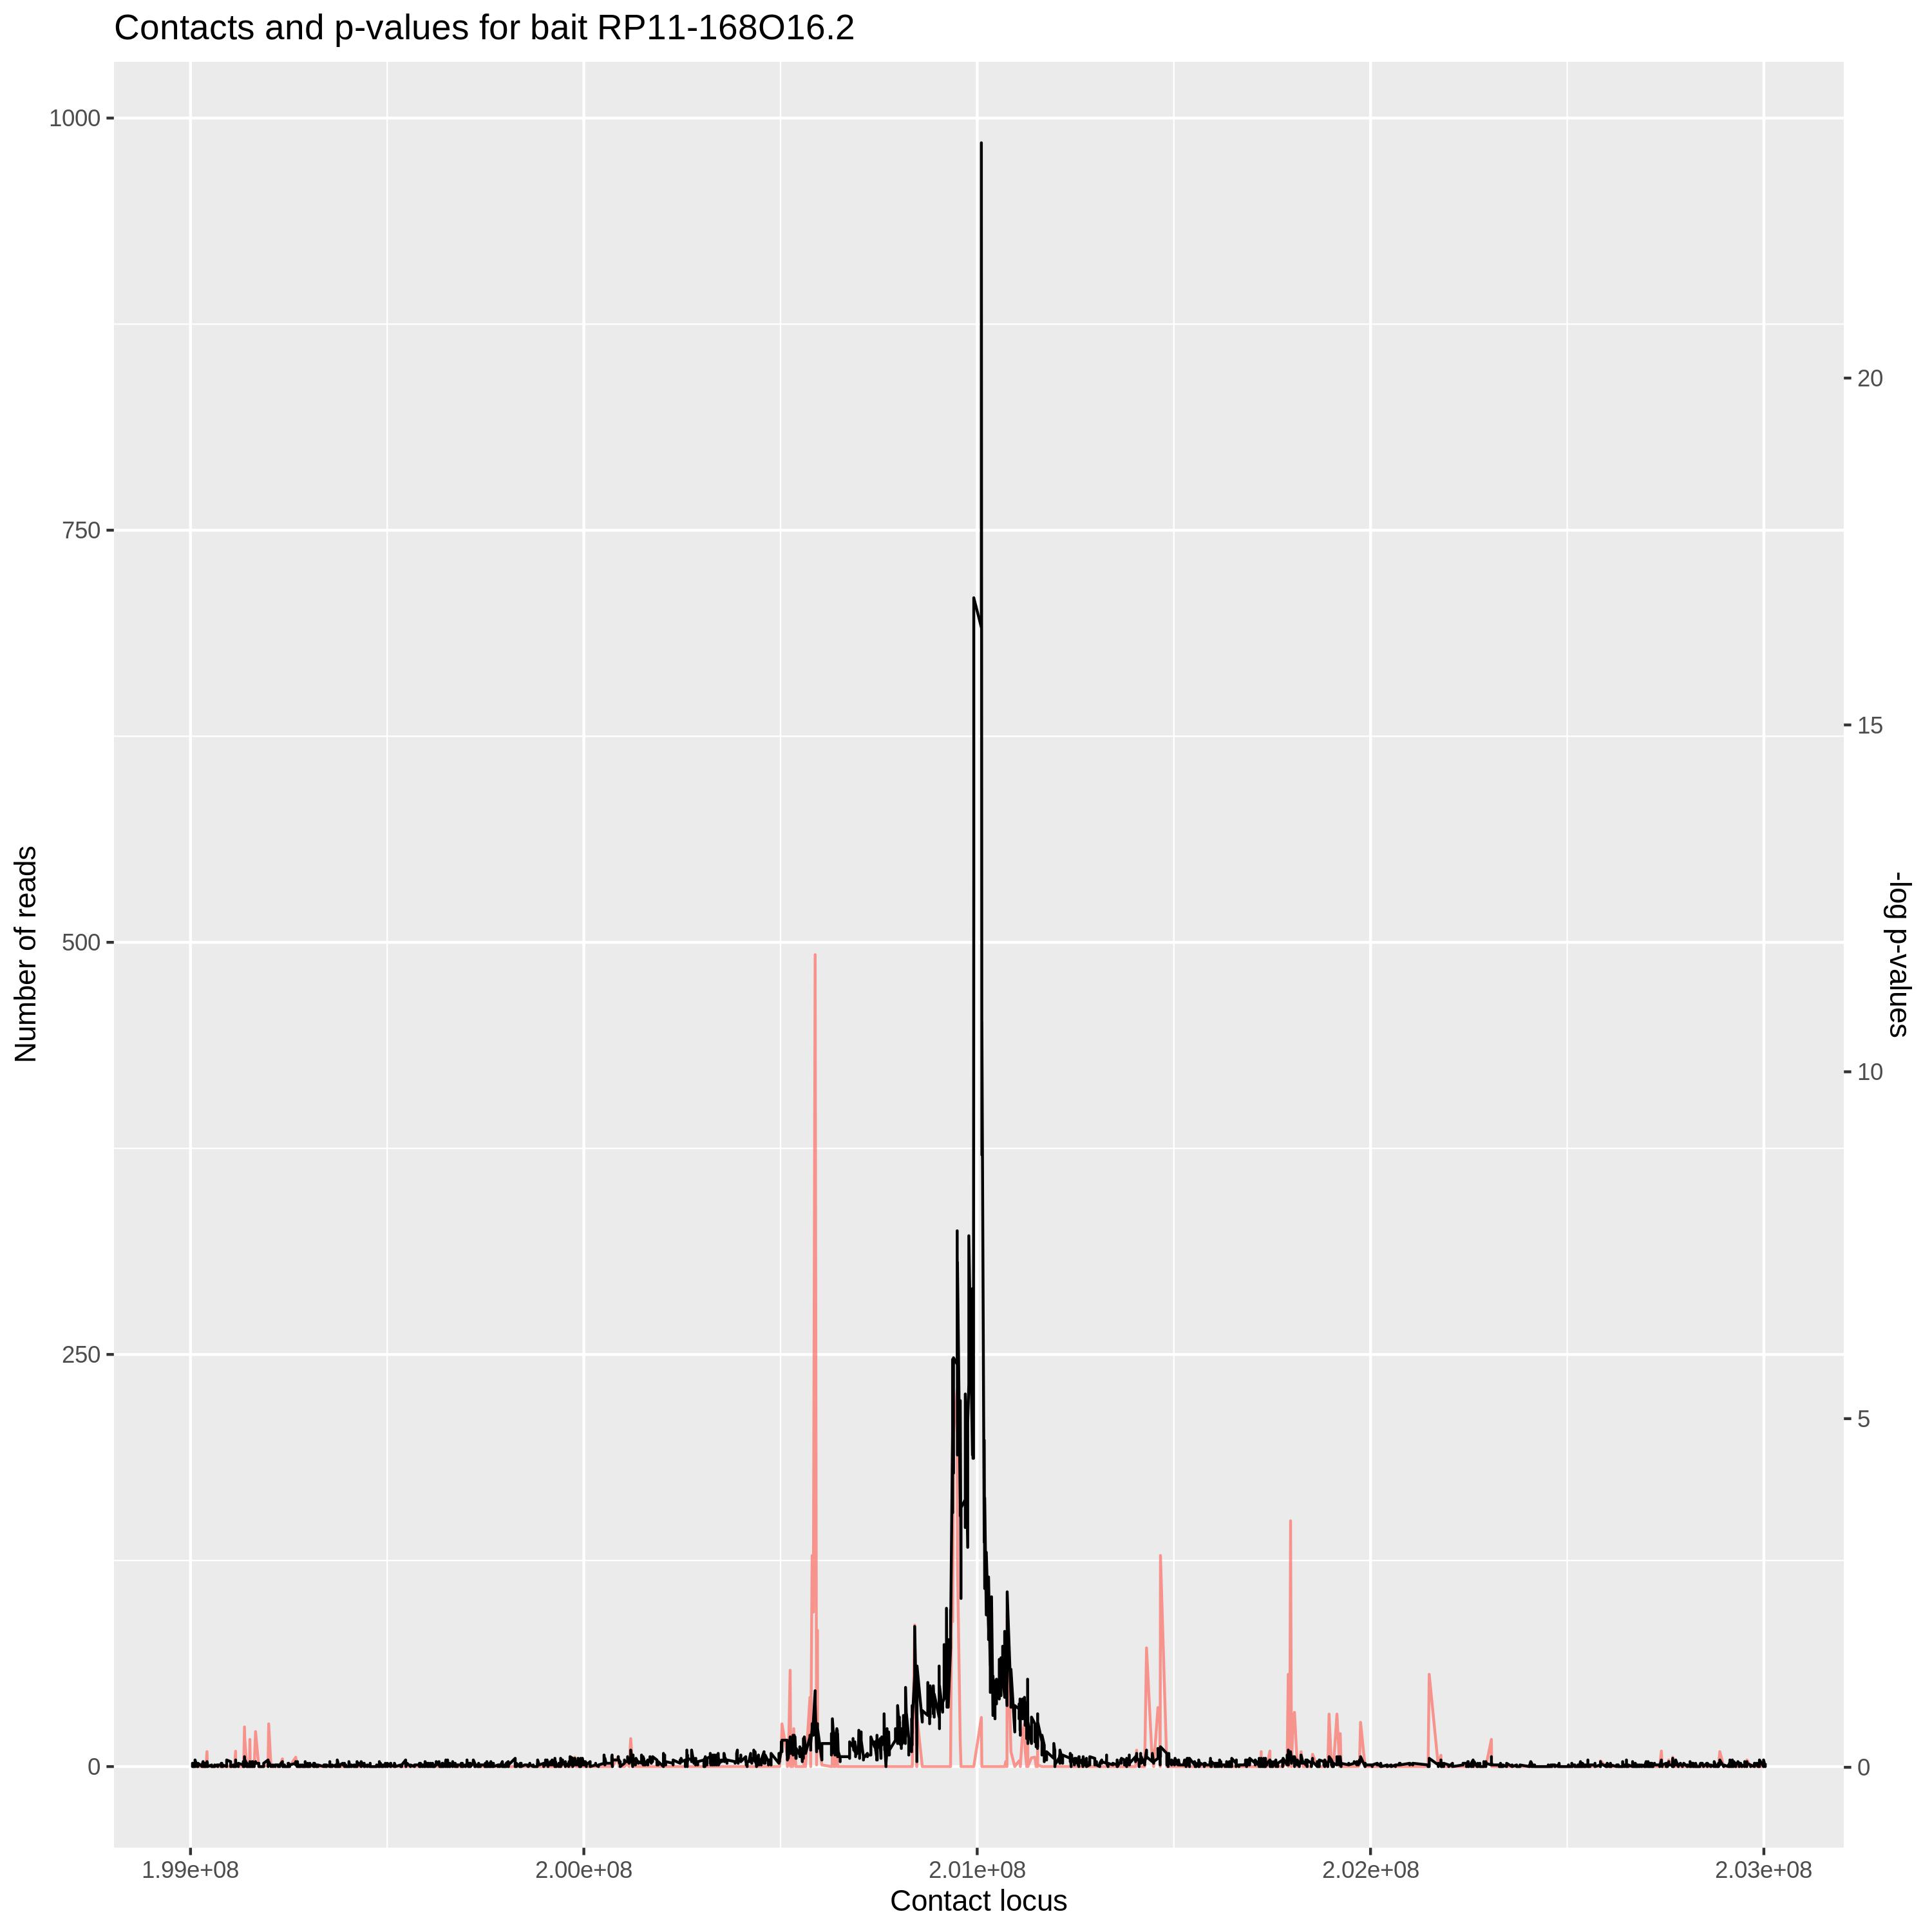 Contacts and p-values for bait RP11-168O16.2
1000
750
500
250
0
Number of reads
20
15
10
5
0
-log p-values
1.99e+08
2.00e+08
2.01e+08
2.02e+08
2.03e+08
Contact locus